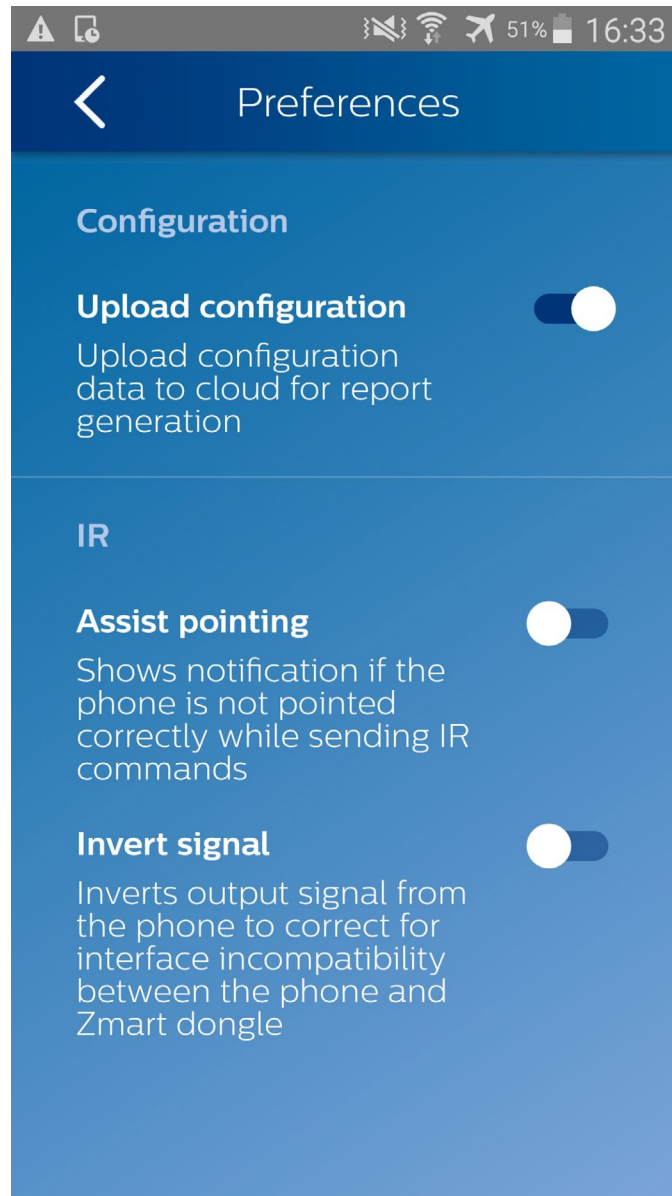 51% 16:33
Preferences
Configuration
Upload configuration
Upload configuration
data to cloud for report
generation
IR
Assist pointing
Shows notification if the
phone is not pointed
correctly while sending IR
commands
Invert signal
Inverts output signal from
the phone to correct for
interface incompatibility
between the phone and
Zmart dongle